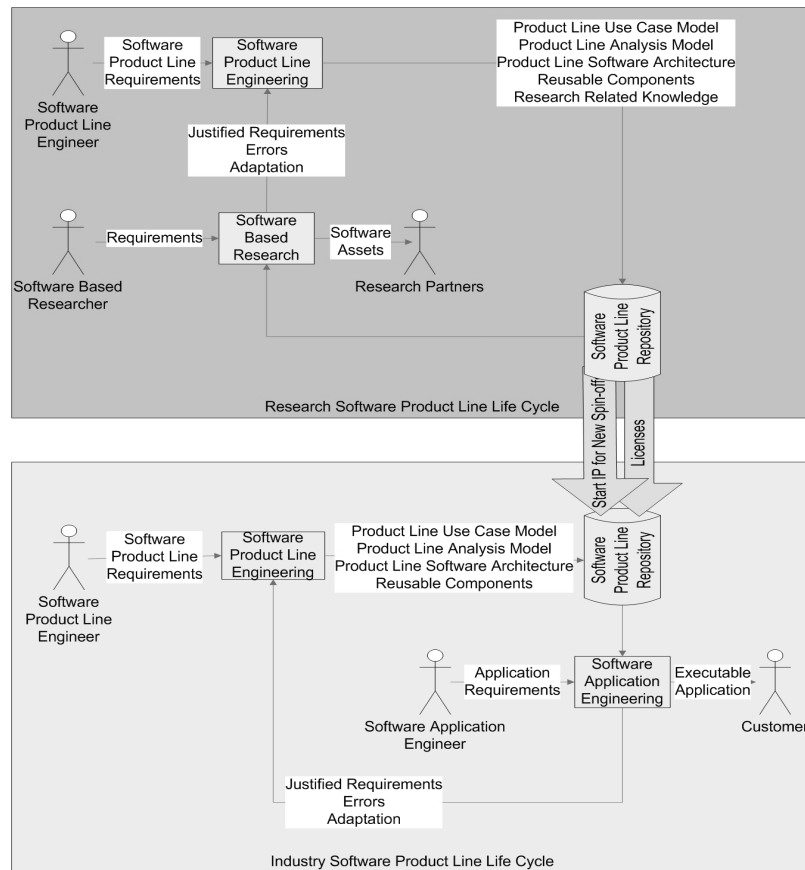 Software
Product Line
Requirements
Software
Product Line
Engineering
Product Line Use Case Model
Product Line Analysis Model
Product Line Software Architecture
Reusable Components
Research Related Knowledge
Software
Product Line
Engineer
Justified Requirements
Errors
Adaptation
Requirements
Software
Based
Research
Software
Assets
Software Based
Researcher
Research Partners
Software
Product Line
Repository
Research Software Product Line Life Cycle
Start IP for New Spin-off
Licenses
Software
Product Line
Requirements
Software
Product Line
Engineering
Product Line Use Case Model
Product Line Analysis Model
Product Line Software Architecture
Reusable Components
Software
Product Line
Repository
Software
Product Line
Engineer
Application
Requirements
Software
Application
Engineering
Executable
Application
Software Application
Engineer
Customer
Justified Requirements
Errors
Adaptation
Industry Software Product Line Life Cycle